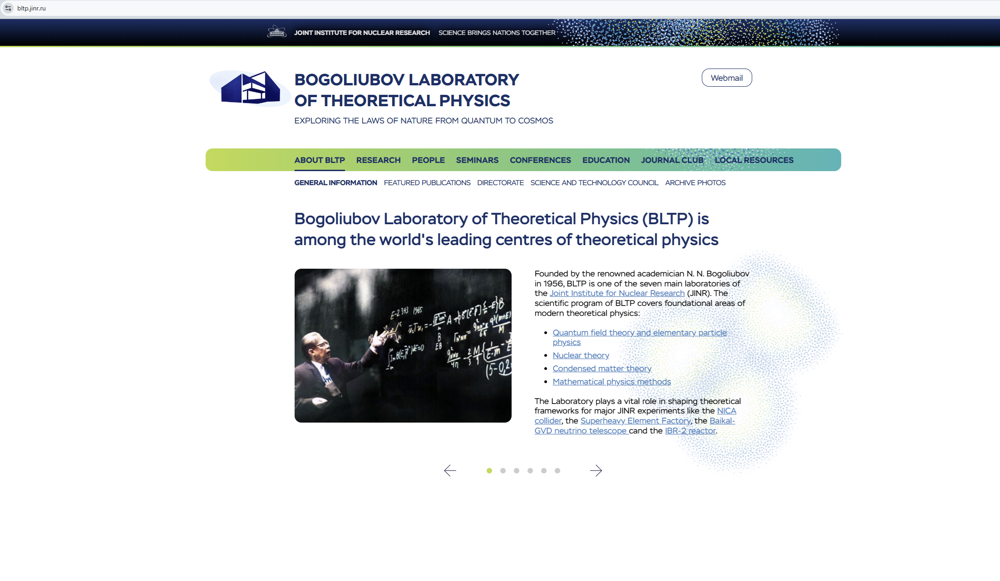 bltp.jinr.ru
JOINT INSTITUTE FOR NUCLEAR RESEARCH SCIENCE BRINGS NATIONS TOGETHER
BOGOLIUBOV LABORATORY
OF THEORETICAL PHYSICS
EXPLORING THE LAWS OF NATURE FROM QUANTUM TO COSMOS
Webmail
ABOUT BLTP RESEARCH PEOPLE SEMINARS CONFERENCES EDUCATION JOURNAL CLUB LOCAL RESOURCES
GENERAL INFORMATION FEATURED PUBLICATIONS DIRECTORATE SCIENCE AND TECHNOLOGY COUNCIL ARCHIVE PHOTOS
Bogoliubov Laboratory of Theoretical Physics (BLTP) is
among the world's leading centres of theoretical physics
E-2343 1965
Founded by the renowned academician N. N. Bogoliubov
in 1956, BLTP is one of the seven main laboratories of
the Joint Institute for Nuclear Research (JINR). The
scientific program of BLTP covers foundational areas of
modern theoretical physics:
• Quantum field theory and elementary particle
physics
• Nuclear theory
• Condensed matter theory
• Mathematical physics methods
The Laboratory plays a vital role in shaping theoretical
frameworks for major JINR experiments like the NICA
collider, the Superheavy Element Factory, the Baikal-
GVD neutrino telescope cand the IBR-2 reactor.